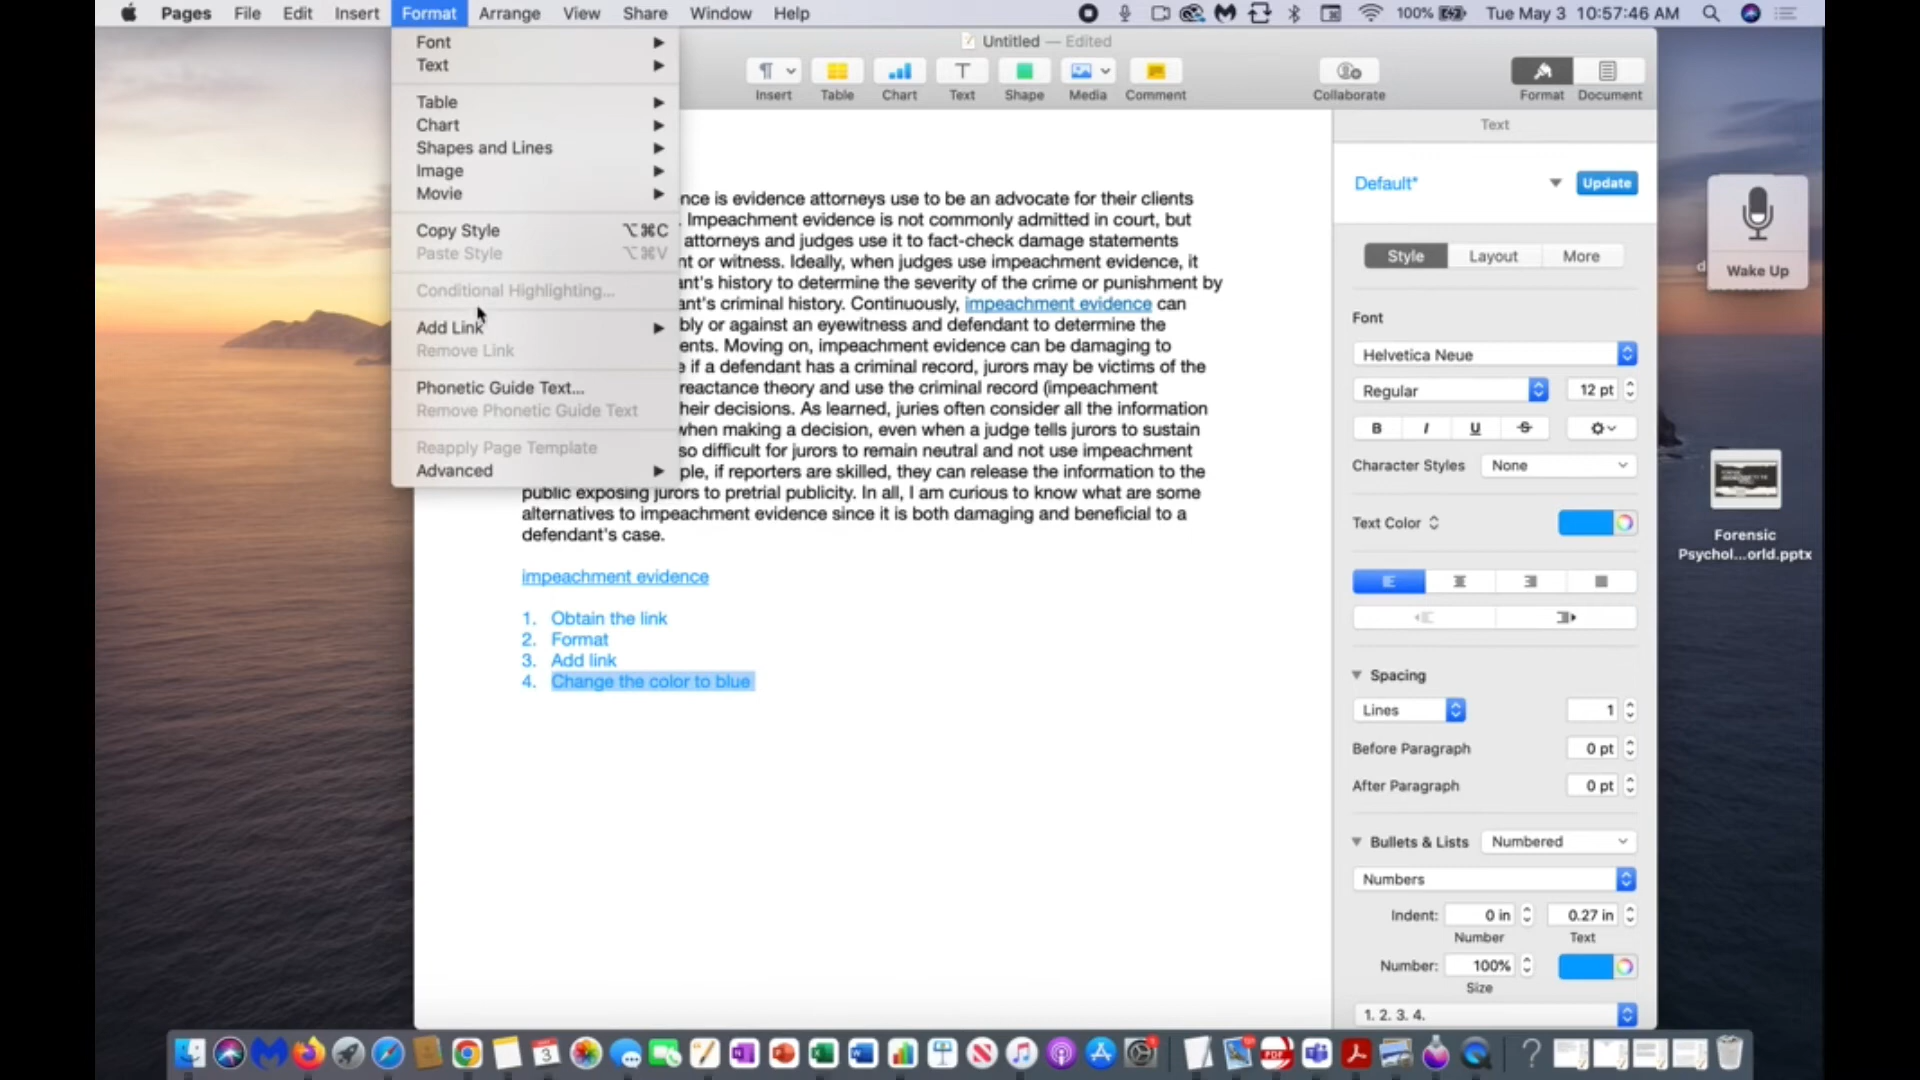 Pages File Edit Insert Format Arrange View Share Window Help 100% Tue May 3 10:57:46 AM
Untitled — Edited
Insert Table Chart Text Shape Media Comment Collaborate Format Document
Font
Text
Table
Chart
Shapes and Lines
Image
Movie
Copy Style ⌥⌘C
Paste Style ⌥⌘V
Conditional Highlighting...
Add Link
Remove Link
Phonetic Guide Text...
Remove Phonetic Guide Text
Reapply Page Template
Advanced
nce is evidence attorneys use to be an advocate for their clients
. Impeachment evidence is not commonly admitted in court, but
attorneys and judges use it to fact-check damage statements
nt or witness. Ideally, when judges use impeachment evidence, it
ant's history to determine the severity of the crime or punishment by
ant's criminal history. Continuously, impeachment evidence can
bly or against an eyewitness and defendant to determine the
ents. Moving on, impeachment evidence can be damaging to
e if a defendant has a criminal record, jurors may be victims of the
reactance theory and use the criminal record (impeachment
heir decisions. As learned, juries often consider all the information
when making a decision, even when a judge tells jurors to sustain
so difficult for jurors to remain neutral and not use impeachment
ple, if reporters are skilled, they can release the information to the
public exposing jurors to pretrial publicity. In all, I am curious to know what are some
alternatives to impeachment evidence since it is both damaging and beneficial to a
defendant's case.
impeachment evidence
1. Obtain the link
2. Format
3. Add link
4. Change the color to blue
Text
Default* Update
Style Layout More
Font
Helvetica Neue
Regular 12 pt
B I U S
Character Styles None
Text Color
Spacing
Lines 1
Before Paragraph 0 pt
After Paragraph 0 pt
Bullets & Lists Numbered
Numbers
Indent: 0 in 0.27 in
Number Text
Number: 100%
Size
1. 2. 3. 4.
d
Wake Up
Forensic
Psychol...orld.pptx